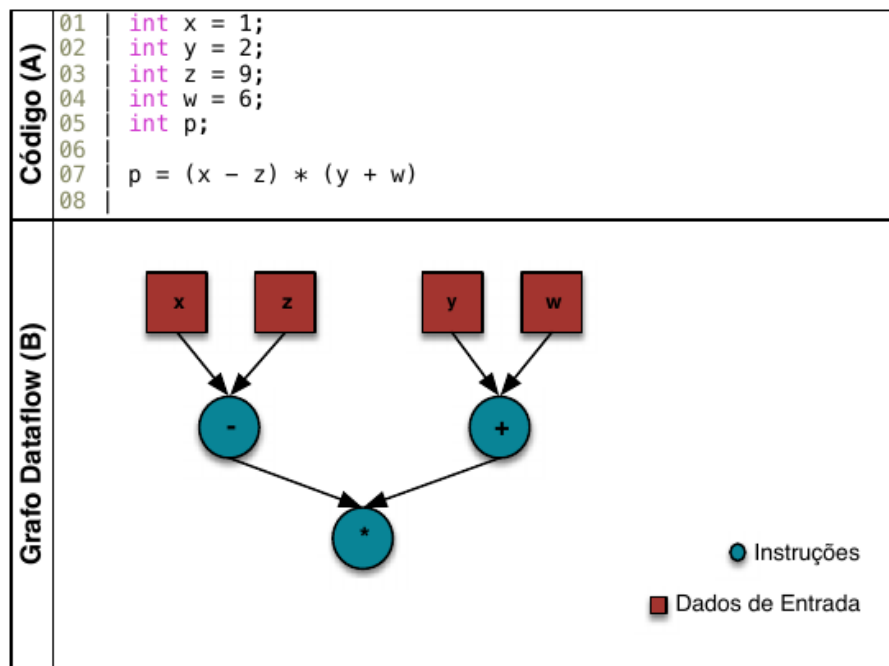 Código (A)
01 | int x = 1;
02 | int y = 2;
03 | int z = 9;
04 | int w = 6;
05 | int p;
06 |
07 | p = (x - z) * (y + w)
08 |
Grafo Dataflow (B)
x z y w
- +
*
Instruções
Dados de Entrada